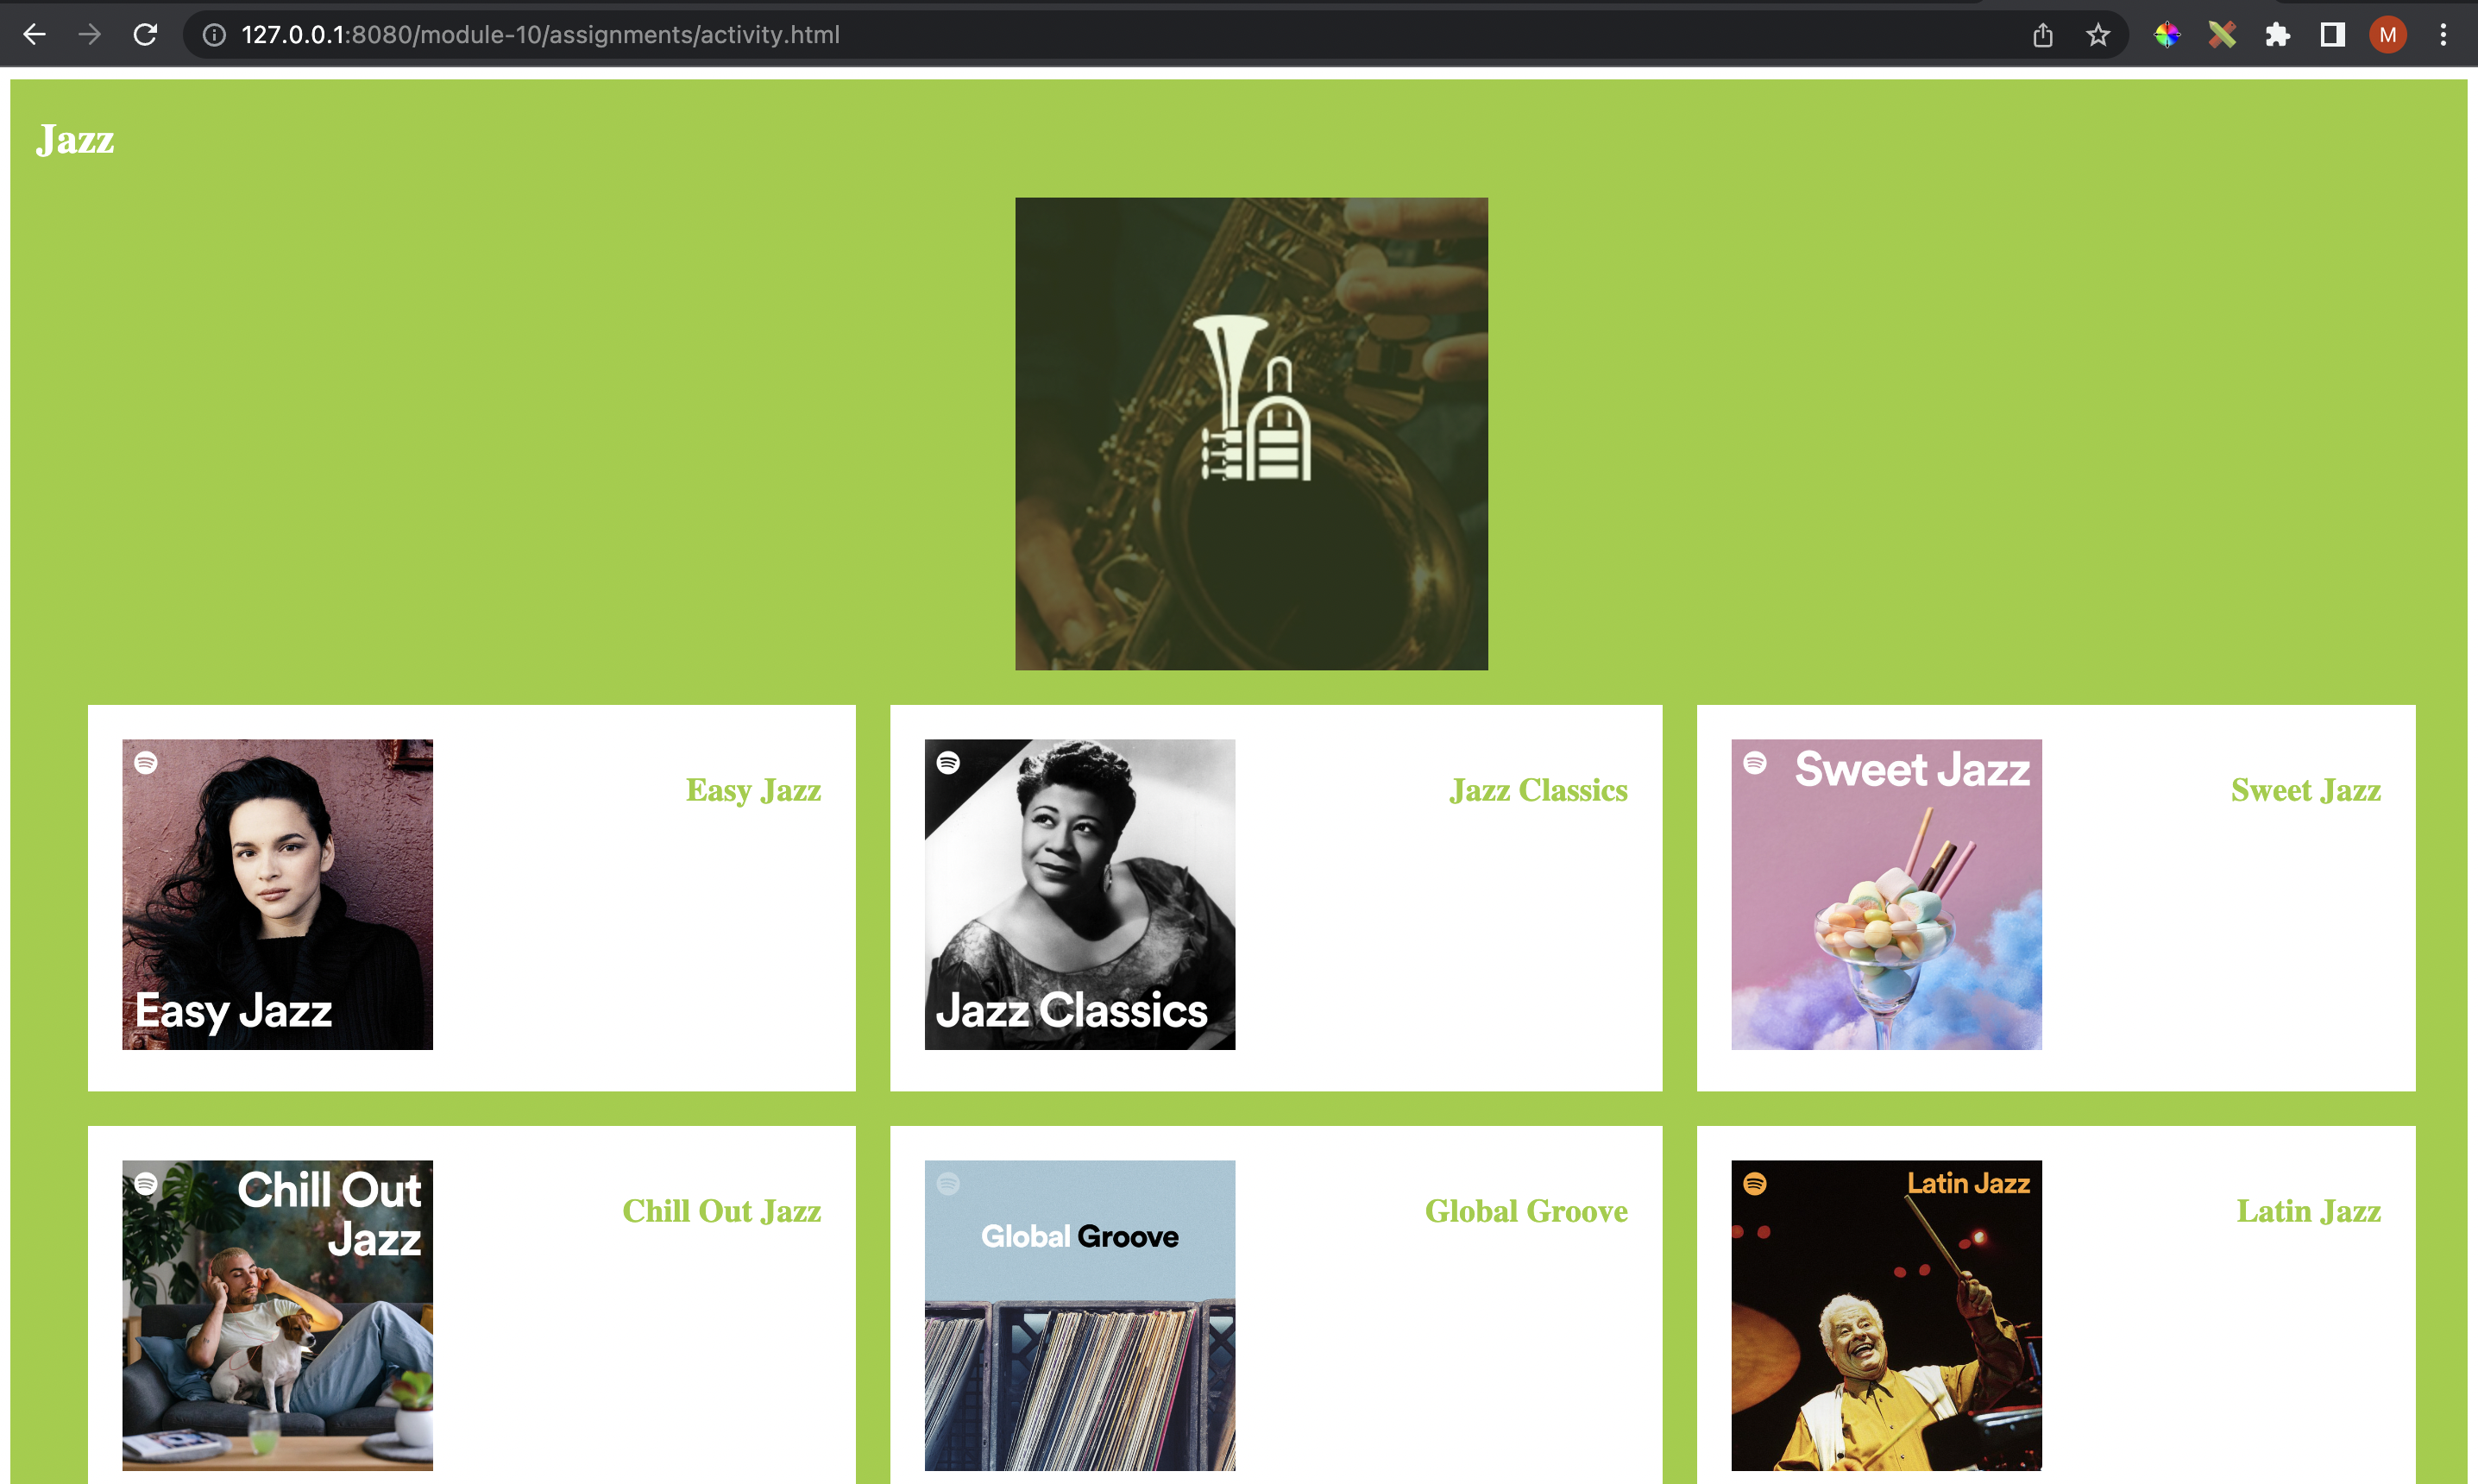 127.0.0.1:8080/module-10/assignments/activity.html
M
Jazz
Easy Jazz
Easy Jazz
Jazz Classics
Jazz Classics
Sweet Jazz
Sweet Jazz
Chill Out
Jazz
Chill Out Jazz
Global Groove
Global Groove
Latin Jazz
Latin Jazz